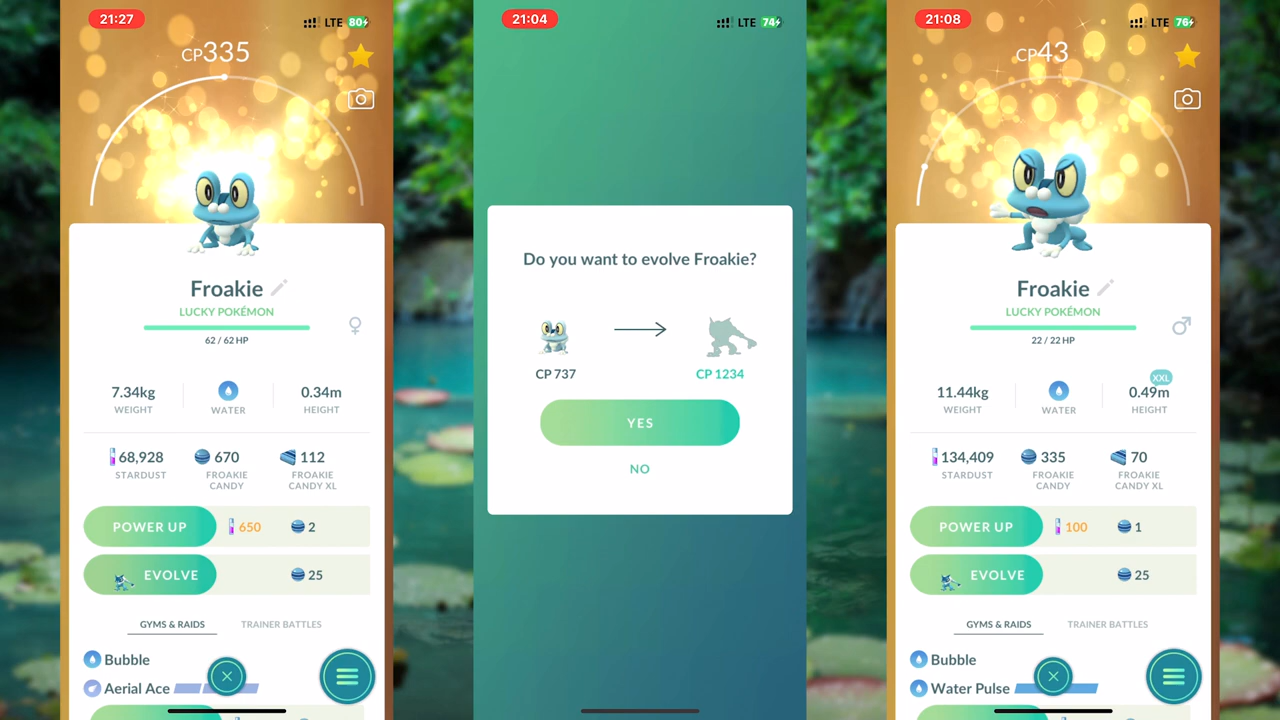 21:27
LTE 80
CP335
Froakie
LUCKY POKÉMON
62 / 62 HP
7.34kg
WEIGHT
WATER
0.34m
HEIGHT
68,928
STARDUST
670
FROAKIE
CANDY
112
FROAKIE
CANDY XL
POWER UP
650
2
EVOLVE
25
GYMS & RAIDS
TRAINER BATTLES
Bubble
Aerial Ace
21:04
LTE 74
Do you want to evolve Froakie?
CP 737
CP 1234
YES
NO
21:08
LTE 76
CP43
Froakie
LUCKY POKÉMON
22 / 22 HP
11.44kg
WEIGHT
WATER
XXL
0.49m
HEIGHT
134,409
STARDUST
335
FROAKIE
CANDY
70
FROAKIE
CANDY XL
POWER UP
100
1
EVOLVE
25
GYMS & RAIDS
TRAINER BATTLES
Bubble
Water Pulse